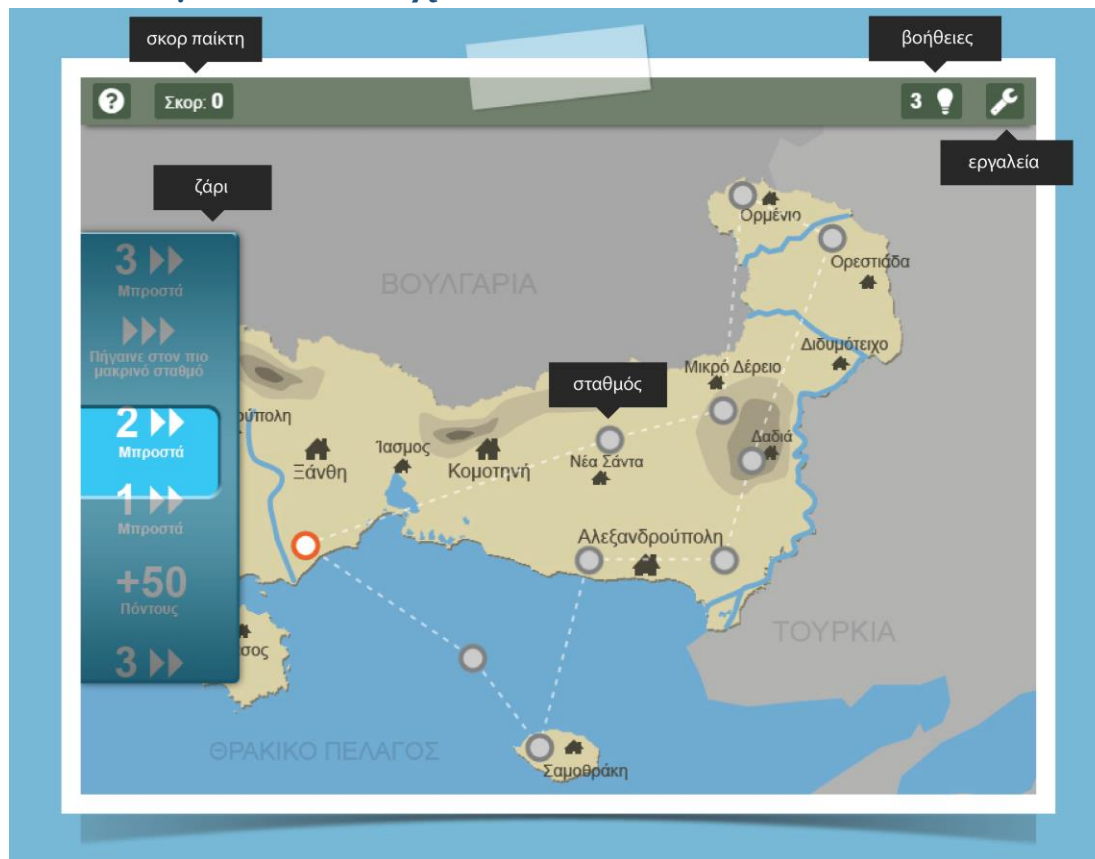 σκορ παίκτη
βοήθειες
Σκορ: 0
3
εργαλεία
ζάρι
3
Μπροστά
Πήγαινε στον πιο
μακρινό σταθμό
2
Μπροστά
1
Μπροστά
+50
Πόντους
3
ΒΟΥΛΓΑΡΙΑ
Ορμένιο
Ορεστιάδα
Διδυμότειχο
Μικρό Δέρειο
σταθμός
Δαδιά
ούπολη
Ξάνθη
Ίασμος
Κομοτηνή
Νέα Σάντα
Αλεξανδρούπολη
ΤΟΥΡΚΙΑ
σος
ΘΡΑΚΙΚΟ ΠΕΛΑΓΟΣ
Σαμοθράκη